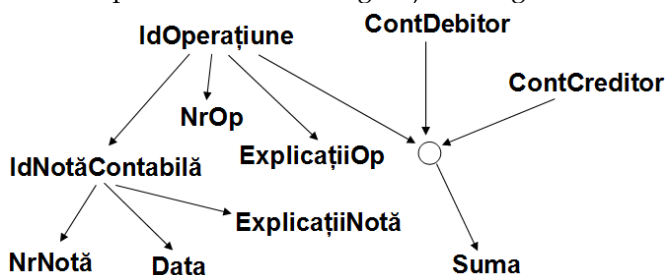 IdOperațiune
ContDebitor
ContCreditor
NrOp
ExplicațiiOp
IdNotăContabilă
ExplicațiiNotă
NrNotă
Data
Suma